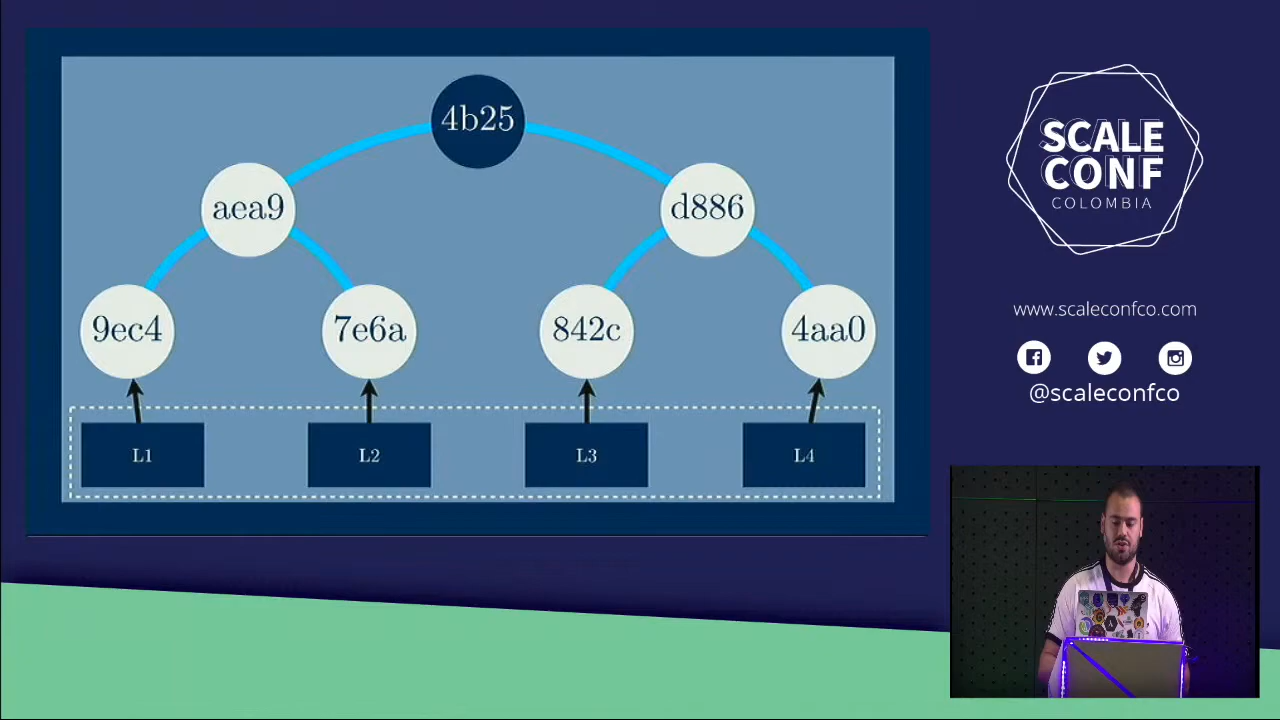 4b25
aea9
d886
9ec4
7e6a
842c
4aa0
L1
L2
L3
L4
SCALE
CONF
COLOMBIA
www.scaleconfco.com
@scaleconfco